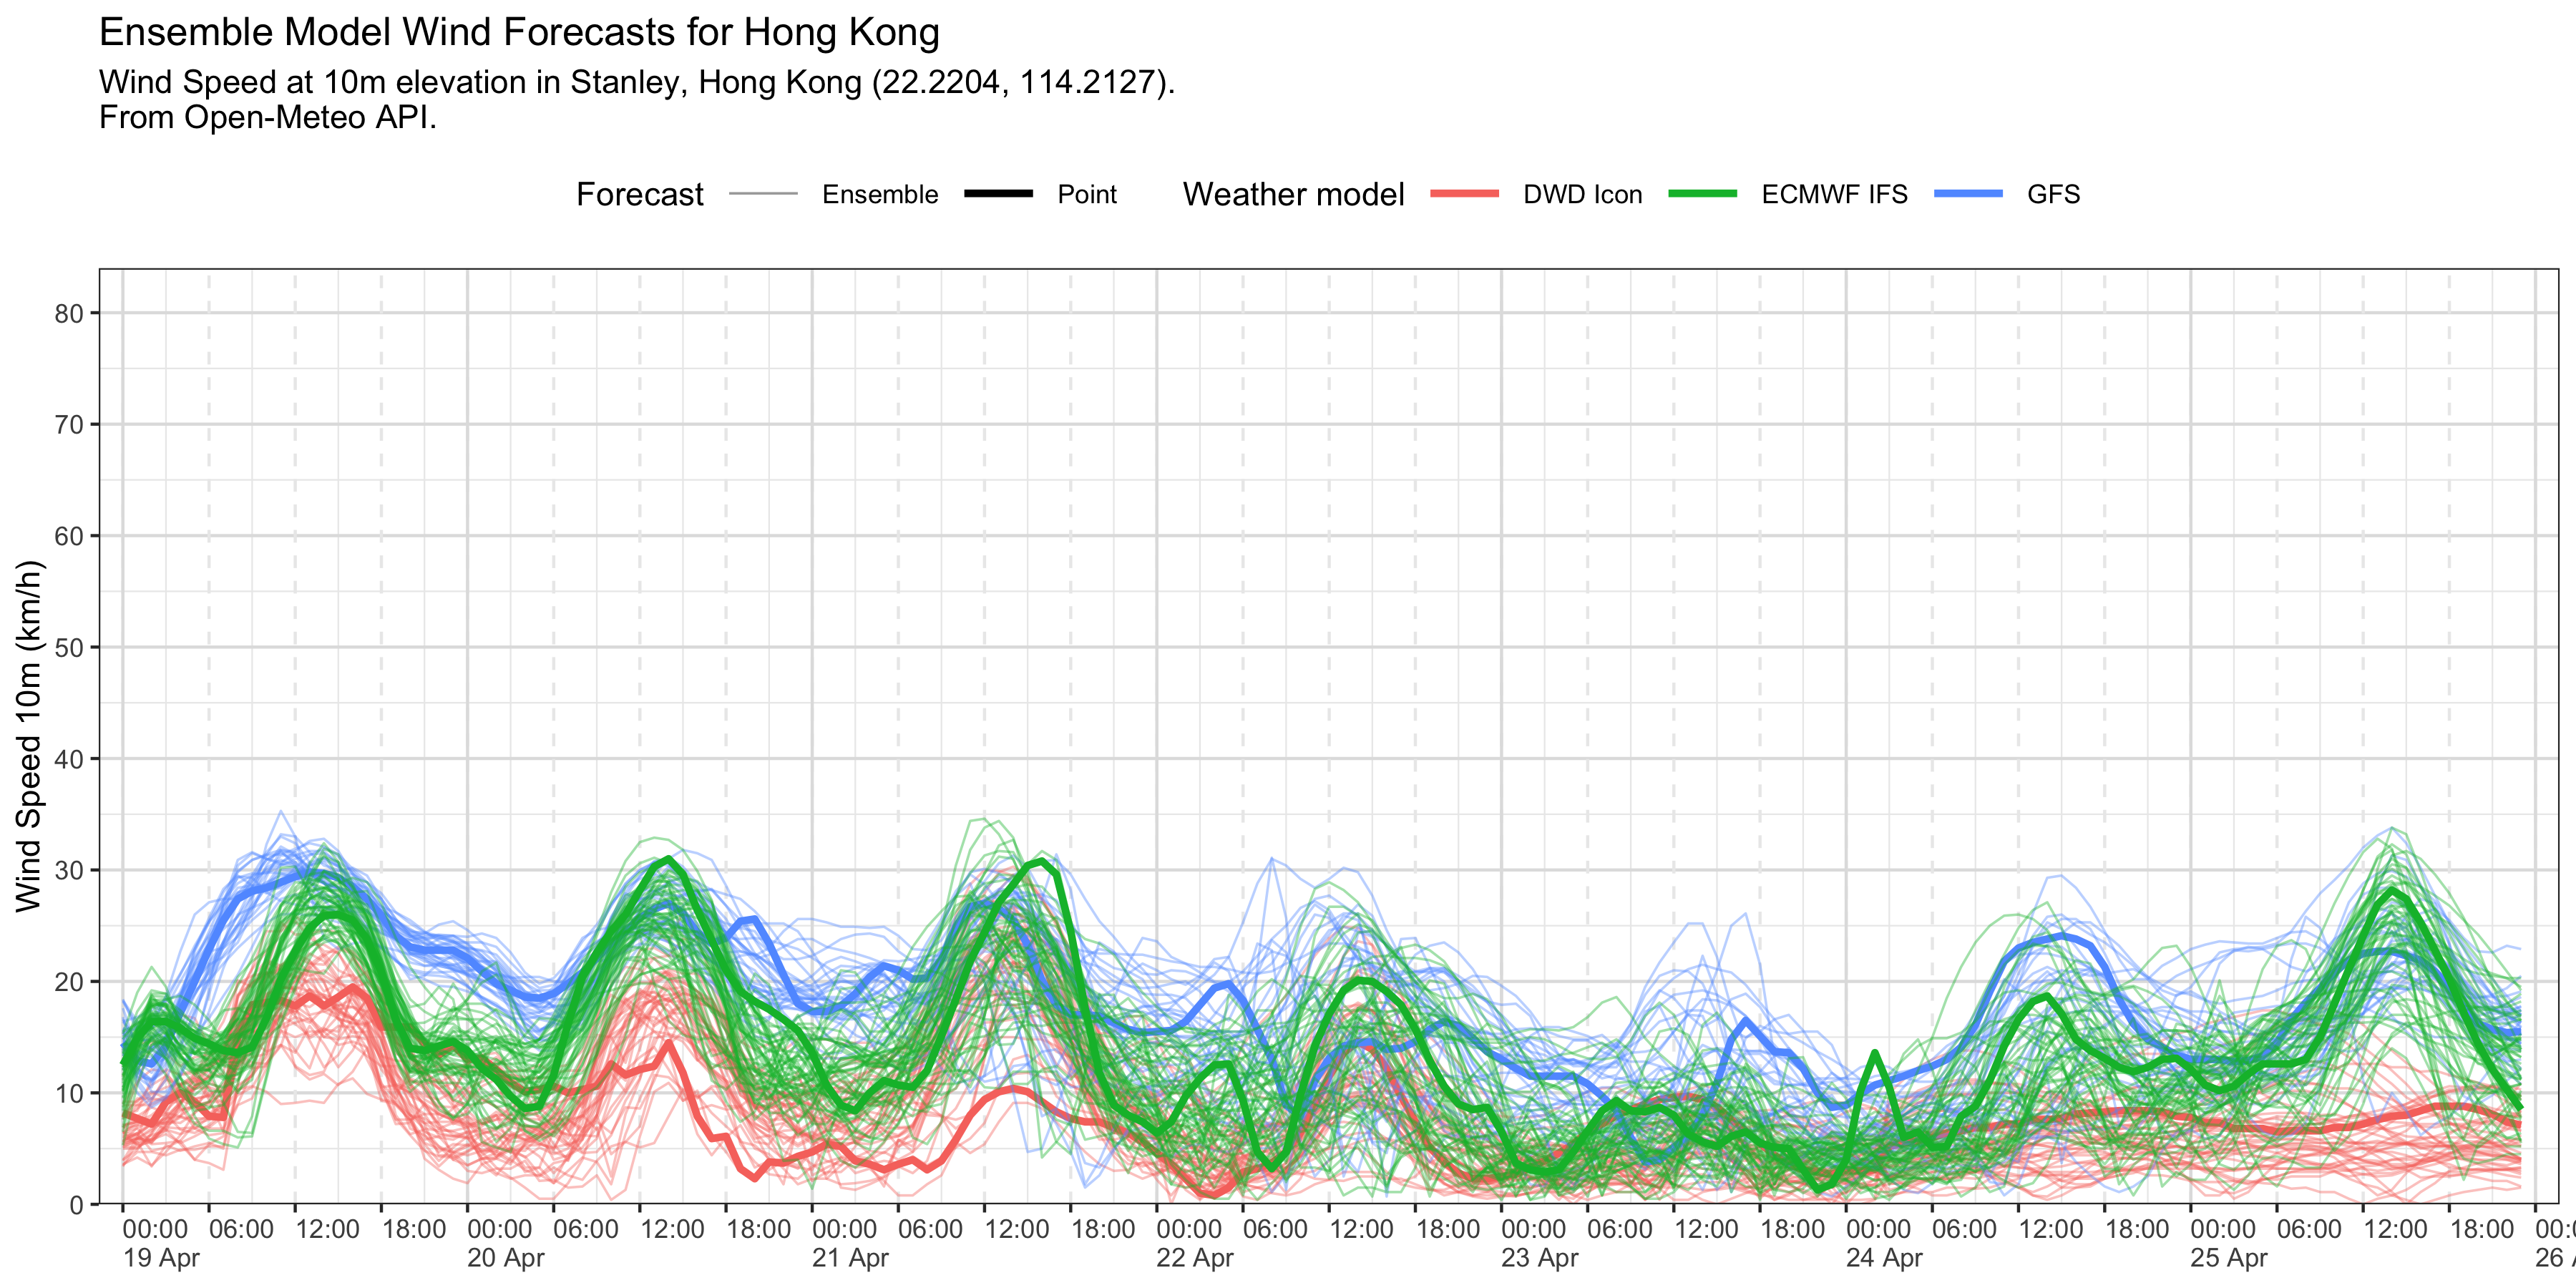 Ensemble Model Wind Forecasts for Hong Kong
Wind Speed at 10m elevation in Stanley, Hong Kong (22.2204, 114.2127).
From Open-Meteo API.
Forecast Ensemble Point Weather model DWD Icon ECMWF IFS GFS
Wind Speed 10m (km/h)
80
70
60
50
40
30
20
10
0
00:00 06:00 12:00 18:00 00:00 06:00 12:00 18:00 00:00 06:00 12:00 18:00 00:00 06:00 12:00 18:00 00:00 06:00 12:00 18:00 00:00 06:00 12:00 18:00 00:00 06:00 12:00 18:00
19 Apr 20 Apr 21 Apr 22 Apr 23 Apr 24 Apr 25 Apr 26